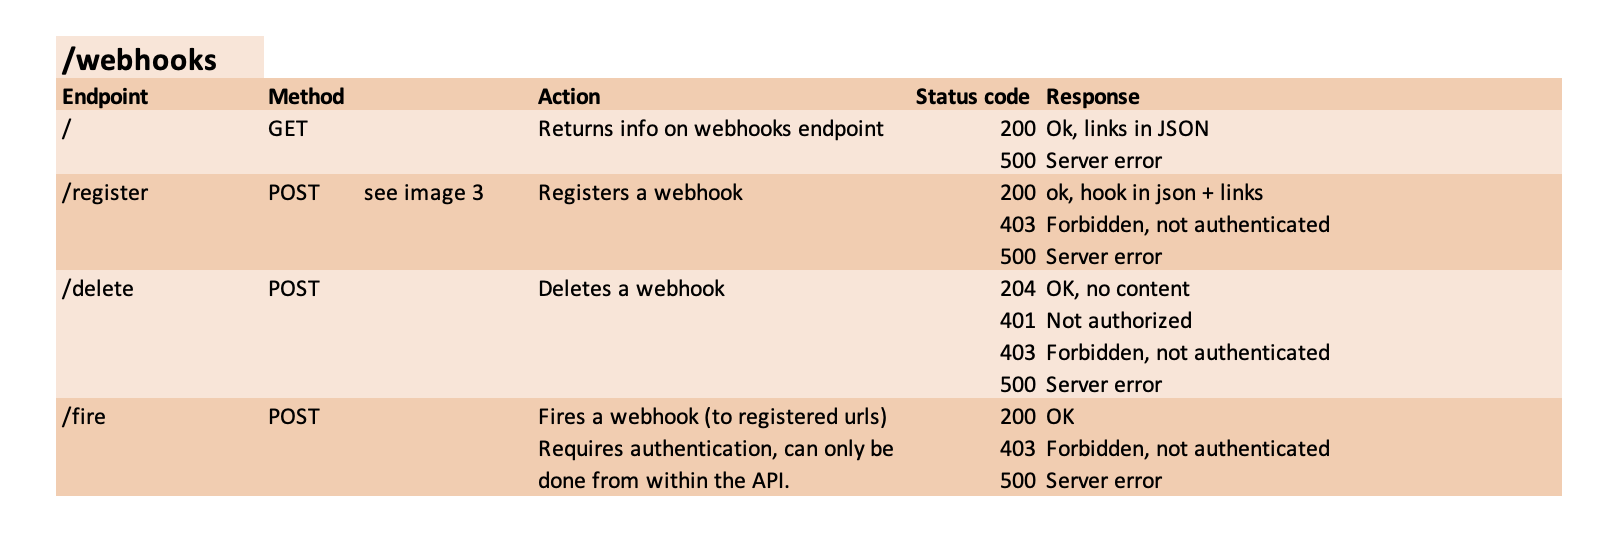 /webhooks
Endpoint Method Action Status code Response
/ GET Returns info on webhooks endpoint 200 Ok, links in JSON
500 Server error
/register POST see image 3 Registers a webhook 200 ok, hook in json + links
403 Forbidden, not authenticated
500 Server error
/delete POST Deletes a webhook 204 OK, no content
401 Not authorized
403 Forbidden, not authenticated
500 Server error
/fire POST Fires a webhook (to registered urls) 200 OK
Requires authentication, can only be 403 Forbidden, not authenticated
done from within the API. 500 Server error